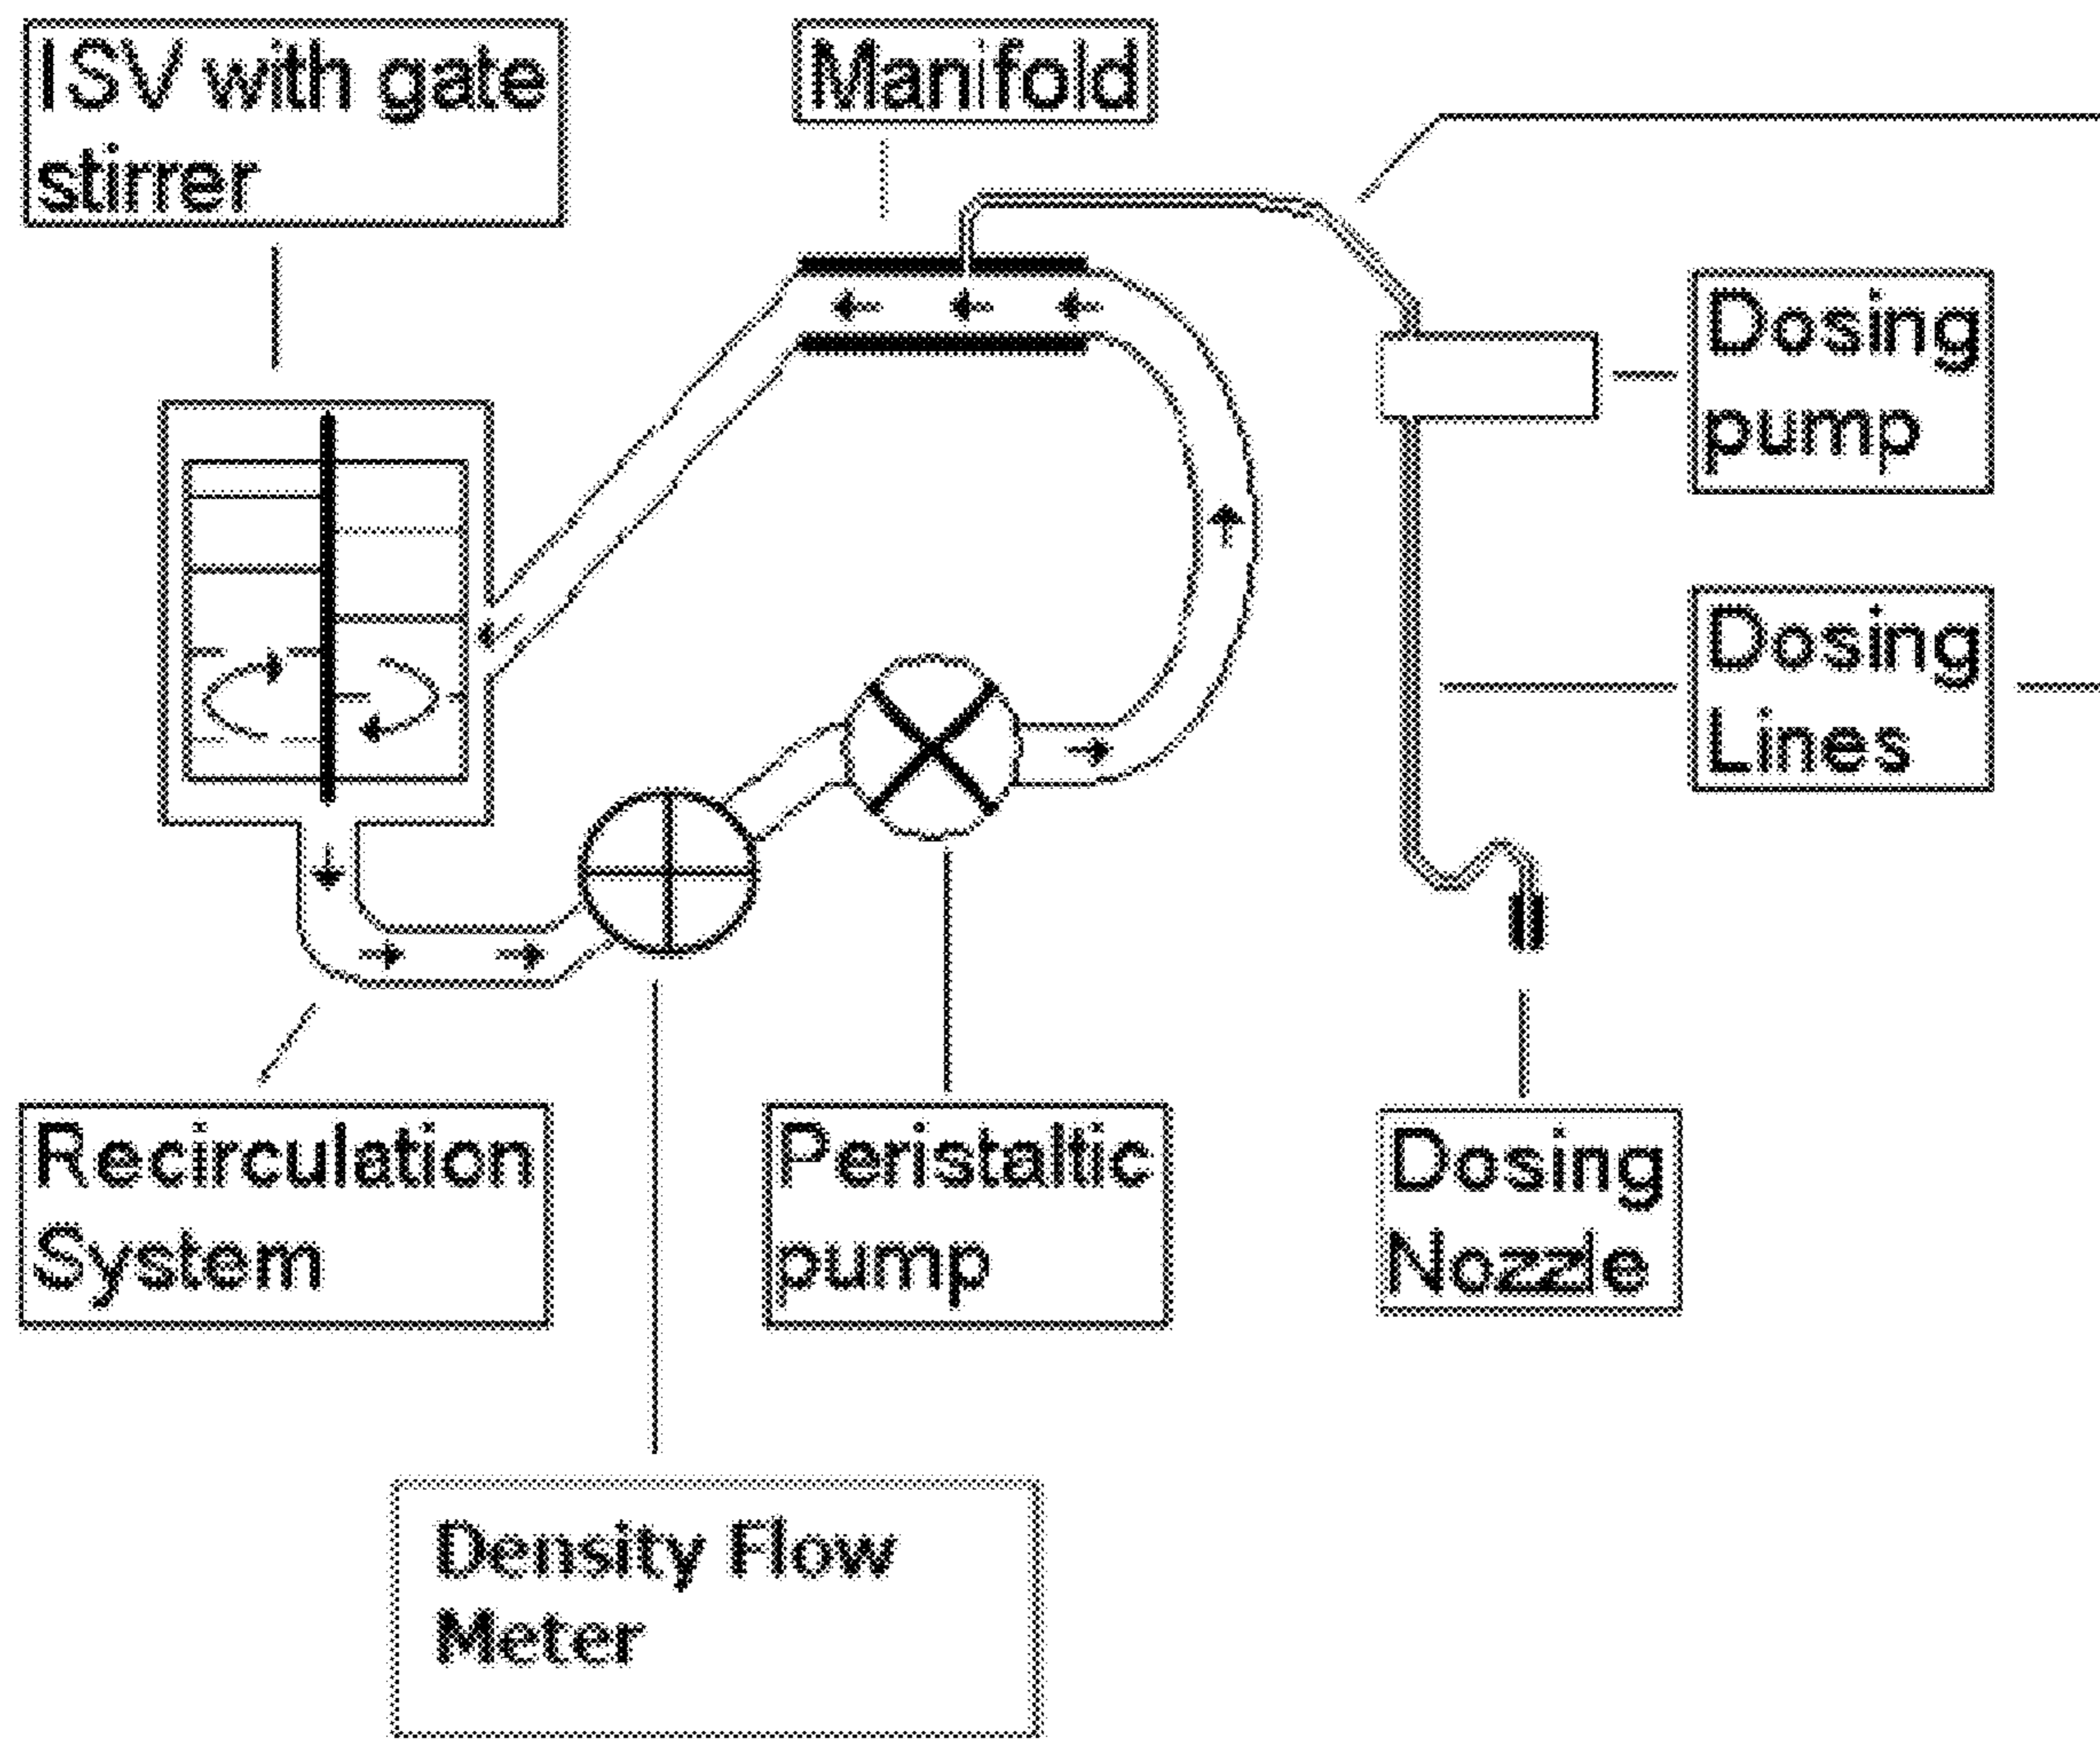 ISV with gate
stirrer
Manifold
Dosing
pump
Dosing
Lines
Recirculation
System
Peristaltic
pump
Dosing
Nozzle
Density Flow
Meter